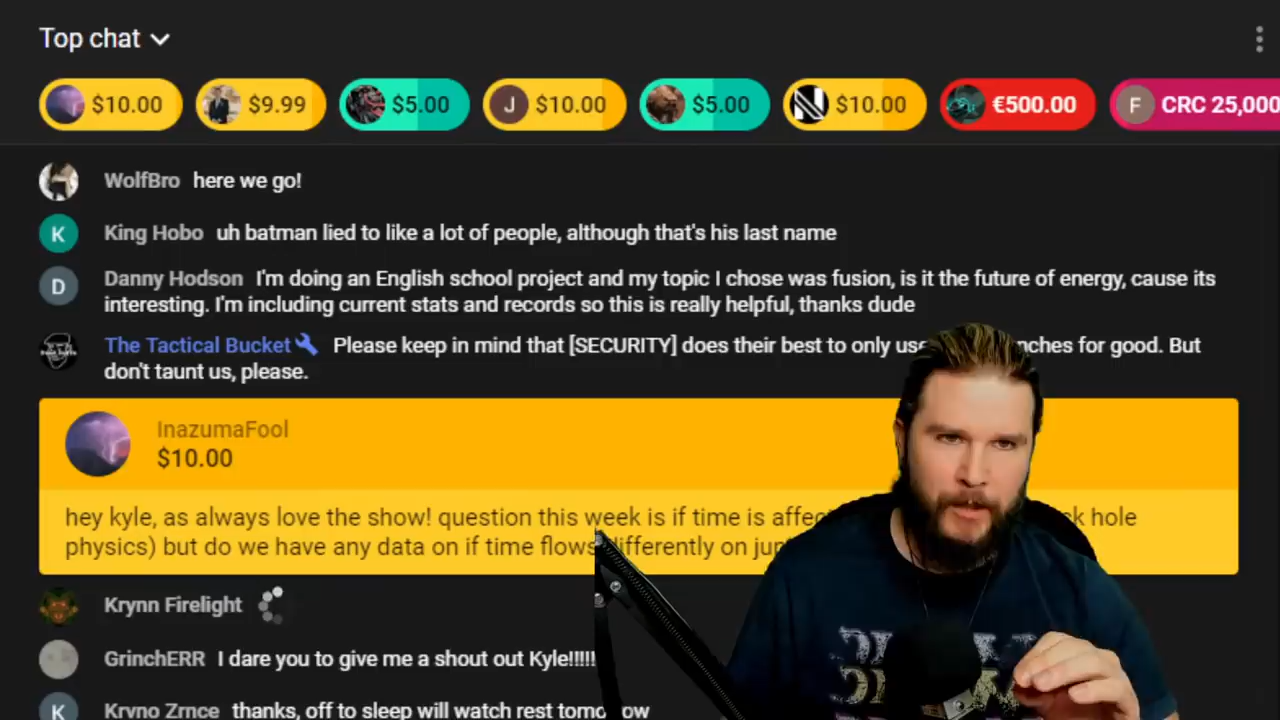 Top chat
$10.00 $9.99 $5.00 J $10.00 $5.00 $10.00 €500.00 F CRC 25,000
WolfBro here we go!
K King Hobo uh batman lied to like a lot of people, although that's his last name
D Danny Hodson I'm doing an English school project and my topic I chose was fusion, is it the future of energy, cause its
interesting. I'm including current stats and records so this is really helpful, thanks dude
The Tactical Bucket Please keep in mind that [SECURITY] does their best to only use for good. But
don't taunt us, please.
InazumaFool
$10.00
hey kyle, as always love the show! question this week is if time is hole
physics) but do we have any data on if time flows differently on
Krynn Firelight
GrinchERR I dare you to give me a shout out Kyle!!!!!
K Kryno Zrnce thanks, off to sleep will watch rest